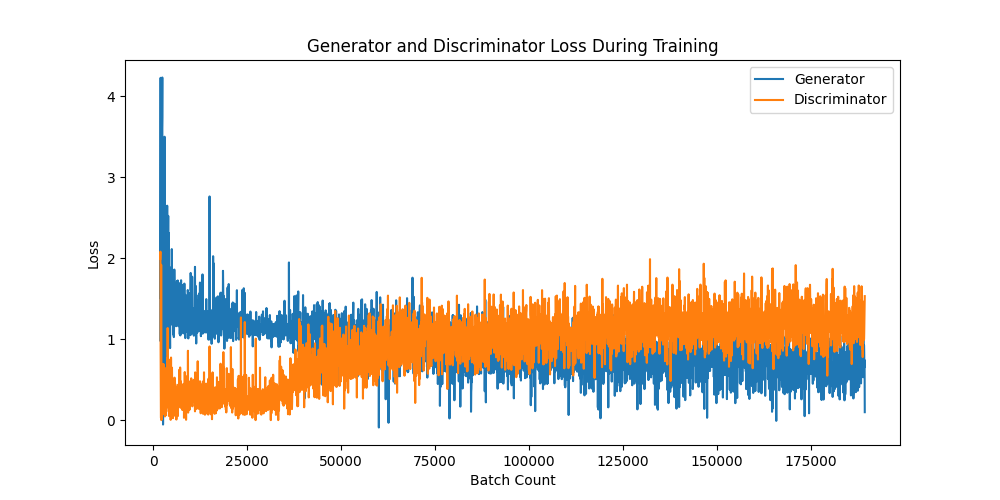 Generator and Discriminator Loss During Training
Generator
Discriminator
4
3
2
1
0
Loss
0
25000
50000
75000
100000
125000
150000
175000
Batch Count